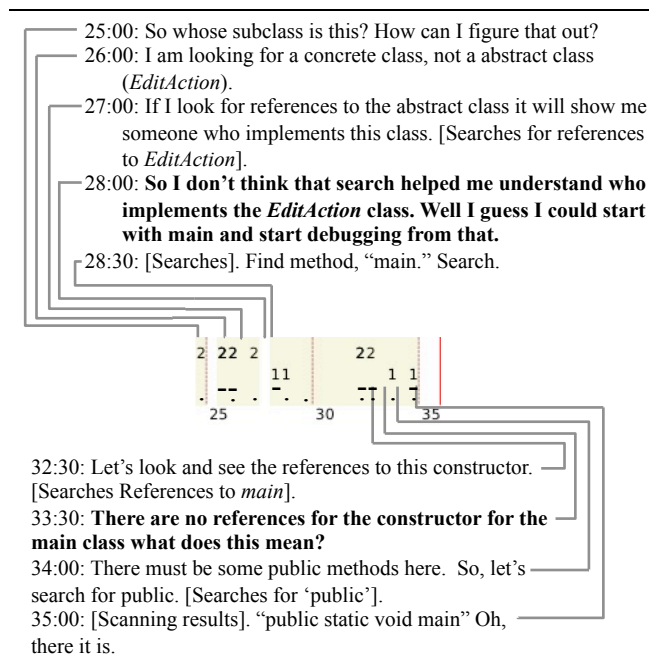 25:00: So whose subclass is this? How can I figure that out?
26:00: I am looking for a concrete class, not a abstract class
(EditAction).
27:00: If I look for references to the abstract class it will show me
someone who implements this class. [Searches for references
to EditAction].
28:00: So I don't think that search helped me understand who
implements the EditAction class. Well I guess I could start
with main and start debugging from that.
28:30: [Searches]. Find method, “main.” Search.
2 22 2 22
11 1 1
25 30 35
32:30: Let's look and see the references to this constructor.
[Searches References to main].
33:30: There are no references for the constructor for the
main class what does this mean?
34:00: There must be some public methods here. So, let's
search for public. [Searches for 'public'].
35:00: [Scanning results]. “public static void main” Oh,
there it is.